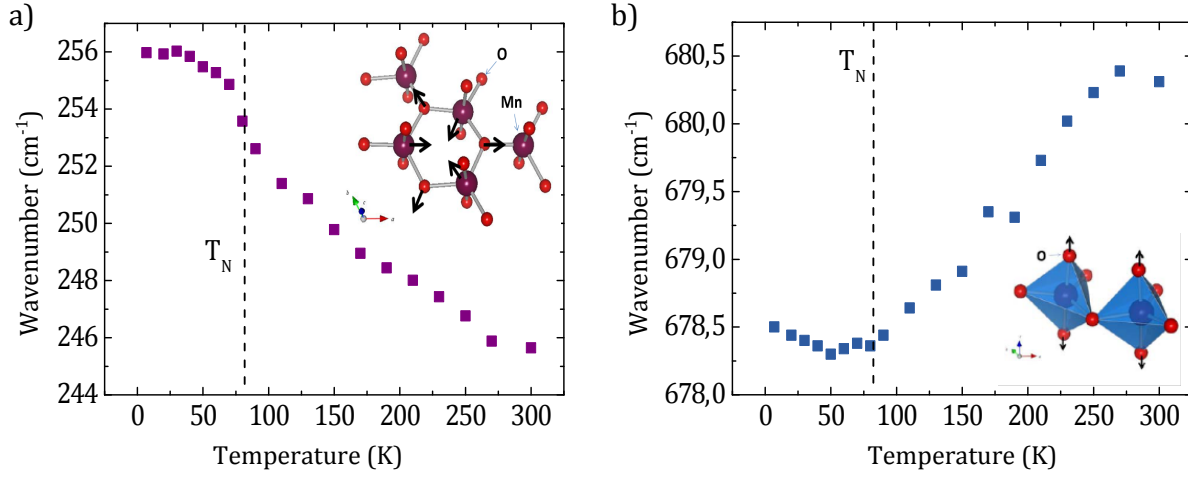 a)
Wavenumber (cm⁻¹)
256
254
252
250
248
246
244
T_N
O
Mn
0 50 100 150 200 250 300
Temperature (K)
b)
Wavenumber (cm⁻¹)
680,5
680,0
679,5
679,0
678,5
678,0
T_N
O
0 50 100 150 200 250 300
Temperature (K)